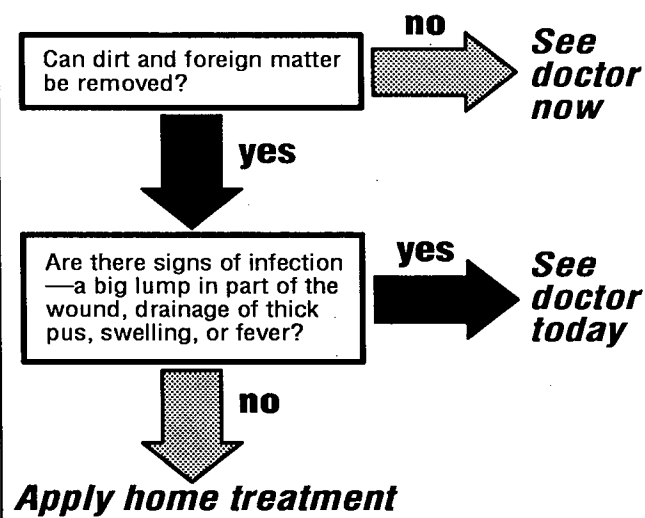 Can dirt and foreign matter
be removed?
no
See
doctor
now
yes
Are there signs of infection
—a big lump in part of the
wound, drainage of thick
pus, swelling, or fever?
yes
See
doctor
today
no
Apply home treatment